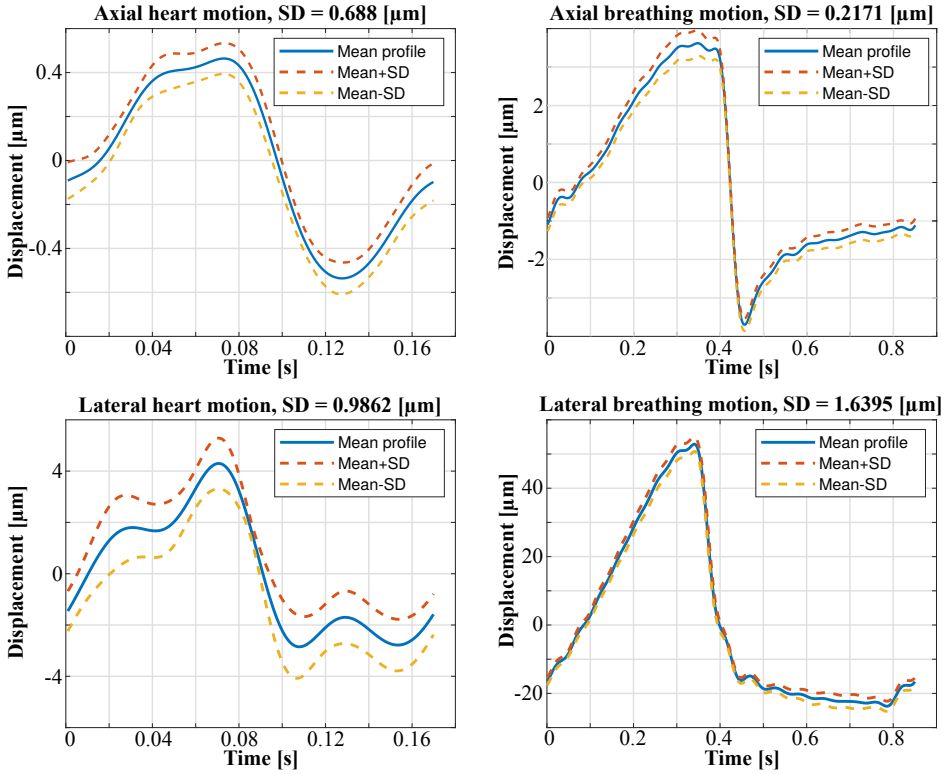 Axial heart motion, SD = 0.688 [µm]
Displacement [µm]
0.4
0
-0.4
Mean profile
Mean+SD
Mean-SD
0 0.04 0.08 0.12 0.16
Time [s]
Axial breathing motion, SD = 0.2171 [µm]
Displacement [µm]
2
0
-2
Mean profile
Mean+SD
Mean-SD
0 0.2 0.4 0.6 0.8
Time [s]
Lateral heart motion, SD = 0.9862 [µm]
Displacement [µm]
4
0
-4
Mean profile
Mean+SD
Mean-SD
0 0.04 0.08 0.12 0.16
Time [s]
Lateral breathing motion, SD = 1.6395 [µm]
Displacement [µm]
40
20
0
-20
Mean profile
Mean+SD
Mean-SD
0 0.2 0.4 0.6 0.8
Time [s]